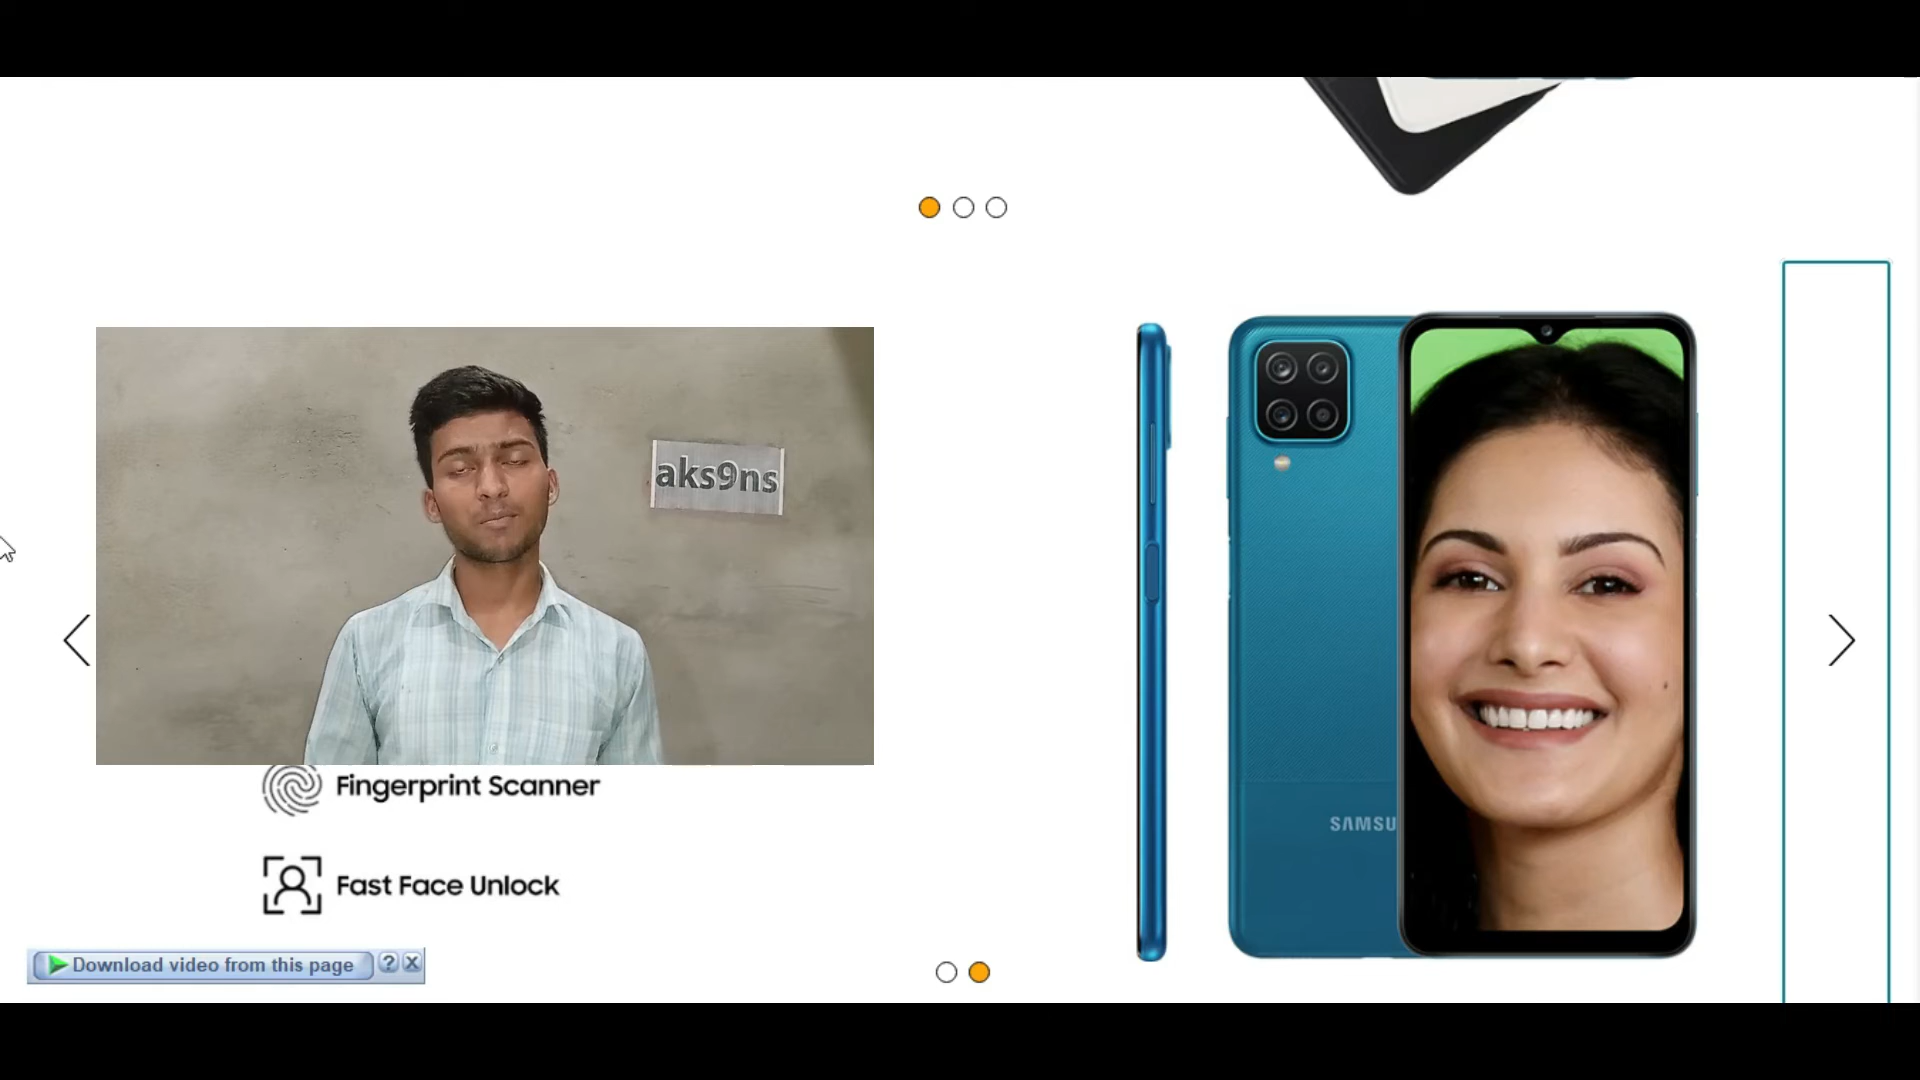 aks9ns
SAMSU
Fingerprint Scanner
Fast Face Unlock
Download video from this page ? X